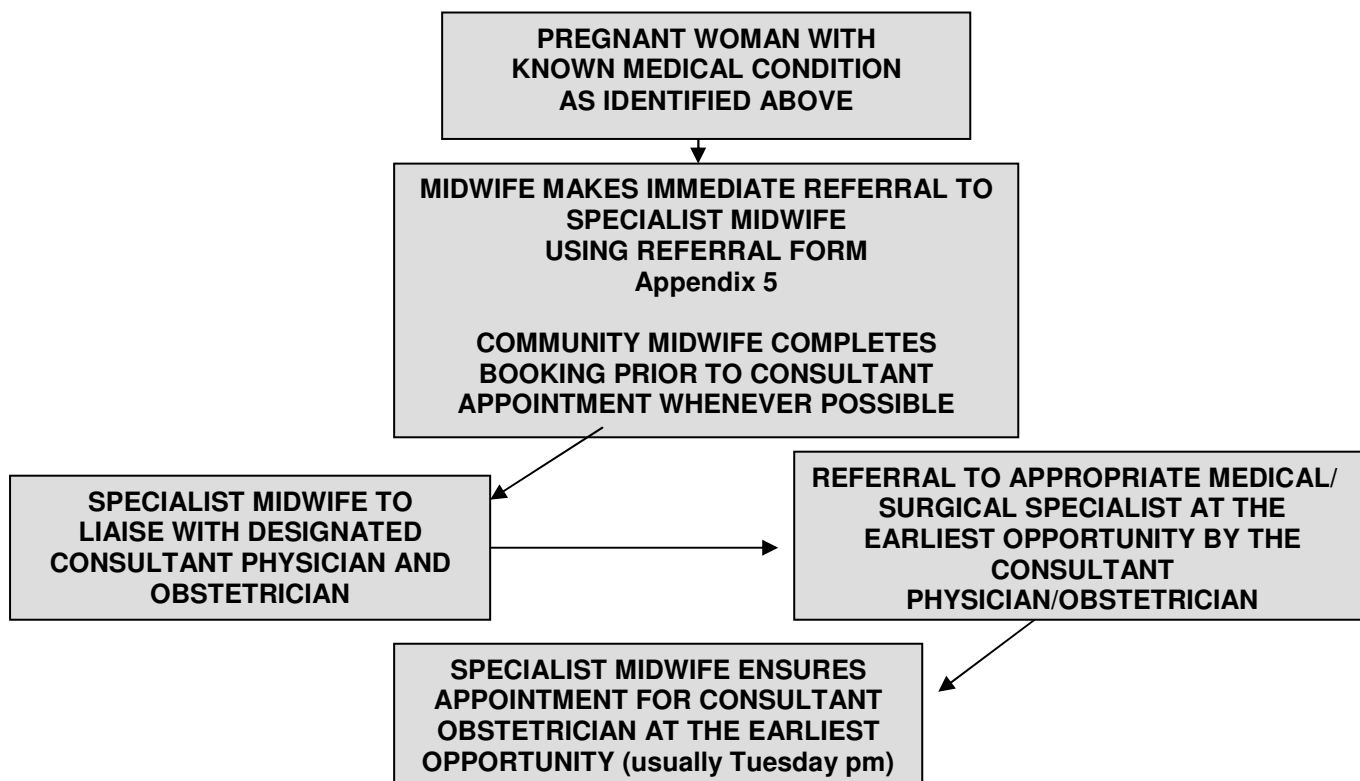 PREGNANT WOMAN WITH
KNOWN MEDICAL CONDITION
AS IDENTIFIED ABOVE
MIDWIFE MAKES IMMEDIATE REFERRAL TO
SPECIALIST MIDWIFE
USING REFERRAL FORM
Appendix 5
COMMUNITY MIDWIFE COMPLETES
BOOKING PRIOR TO CONSULTANT
APPOINTMENT WHENEVER POSSIBLE
SPECIALIST MIDWIFE TO
LIAISE WITH DESIGNATED
CONSULTANT PHYSICIAN AND
OBSTETRICIAN
REFERRAL TO APPROPRIATE MEDICAL/
SURGICAL SPECIALIST AT THE
EARLIEST OPPORTUNITY BY THE
CONSULTANT
PHYSICIAN/OBSTETRICIAN
SPECIALIST MIDWIFE ENSURES
APPOINTMENT FOR CONSULTANT
OBSTETRICIAN AT THE EARLIEST
OPPORTUNITY (usually Tuesday pm)